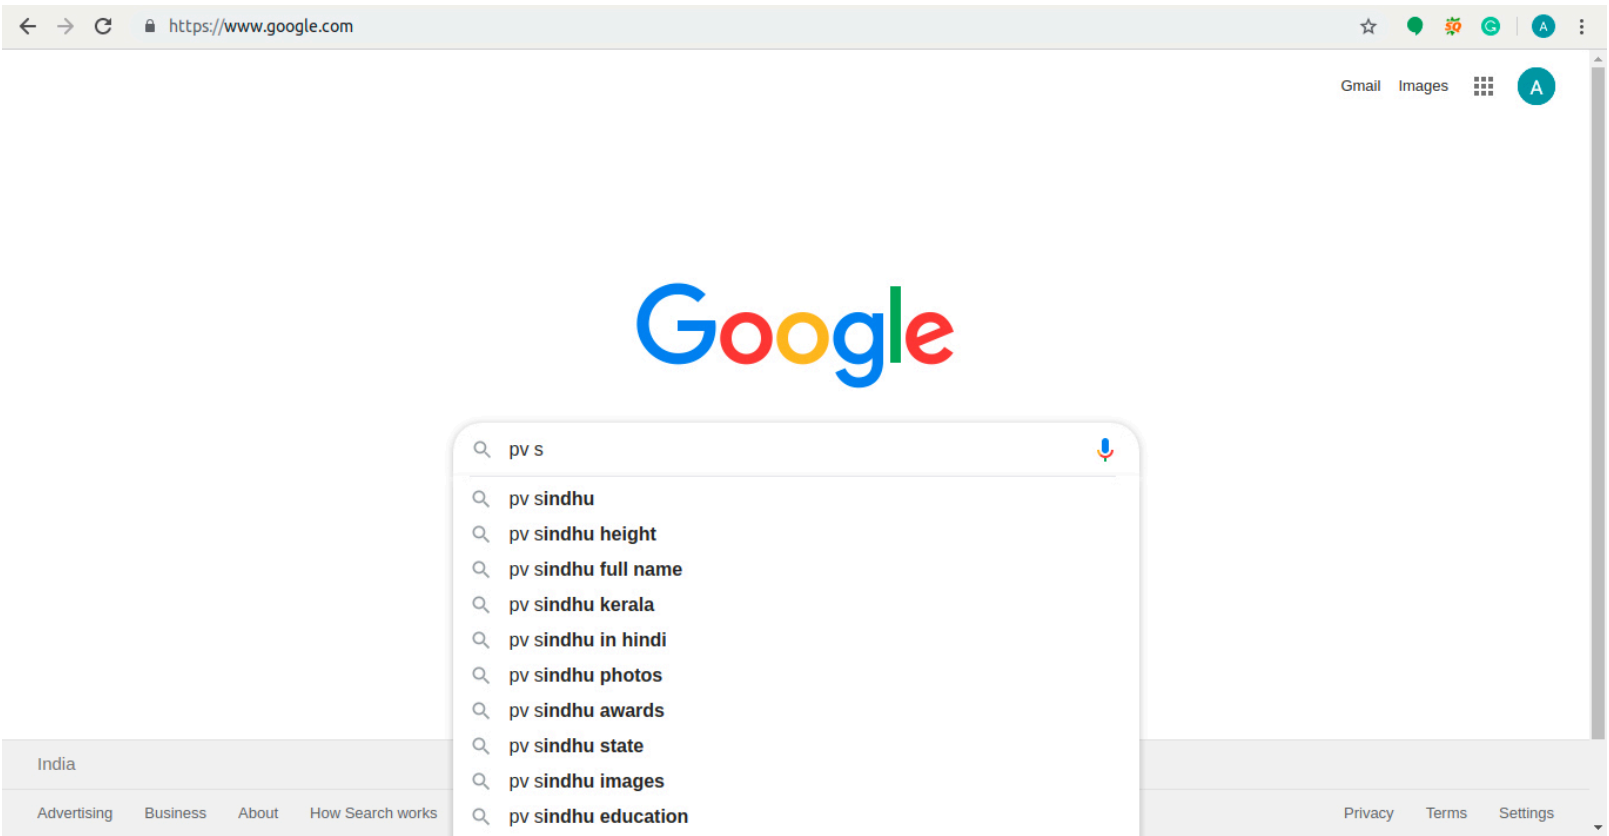 https://www.google.com
SQ
G
A
Gmail Images
A
Google
pv s
pv sindhu
pv sindhu height
pv sindhu full name
pv sindhu kerala
pv sindhu in hindi
pv sindhu photos
pv sindhu awards
pv sindhu state
pv sindhu images
pv sindhu education
India
Advertising Business About How Search works
Privacy Terms Settings